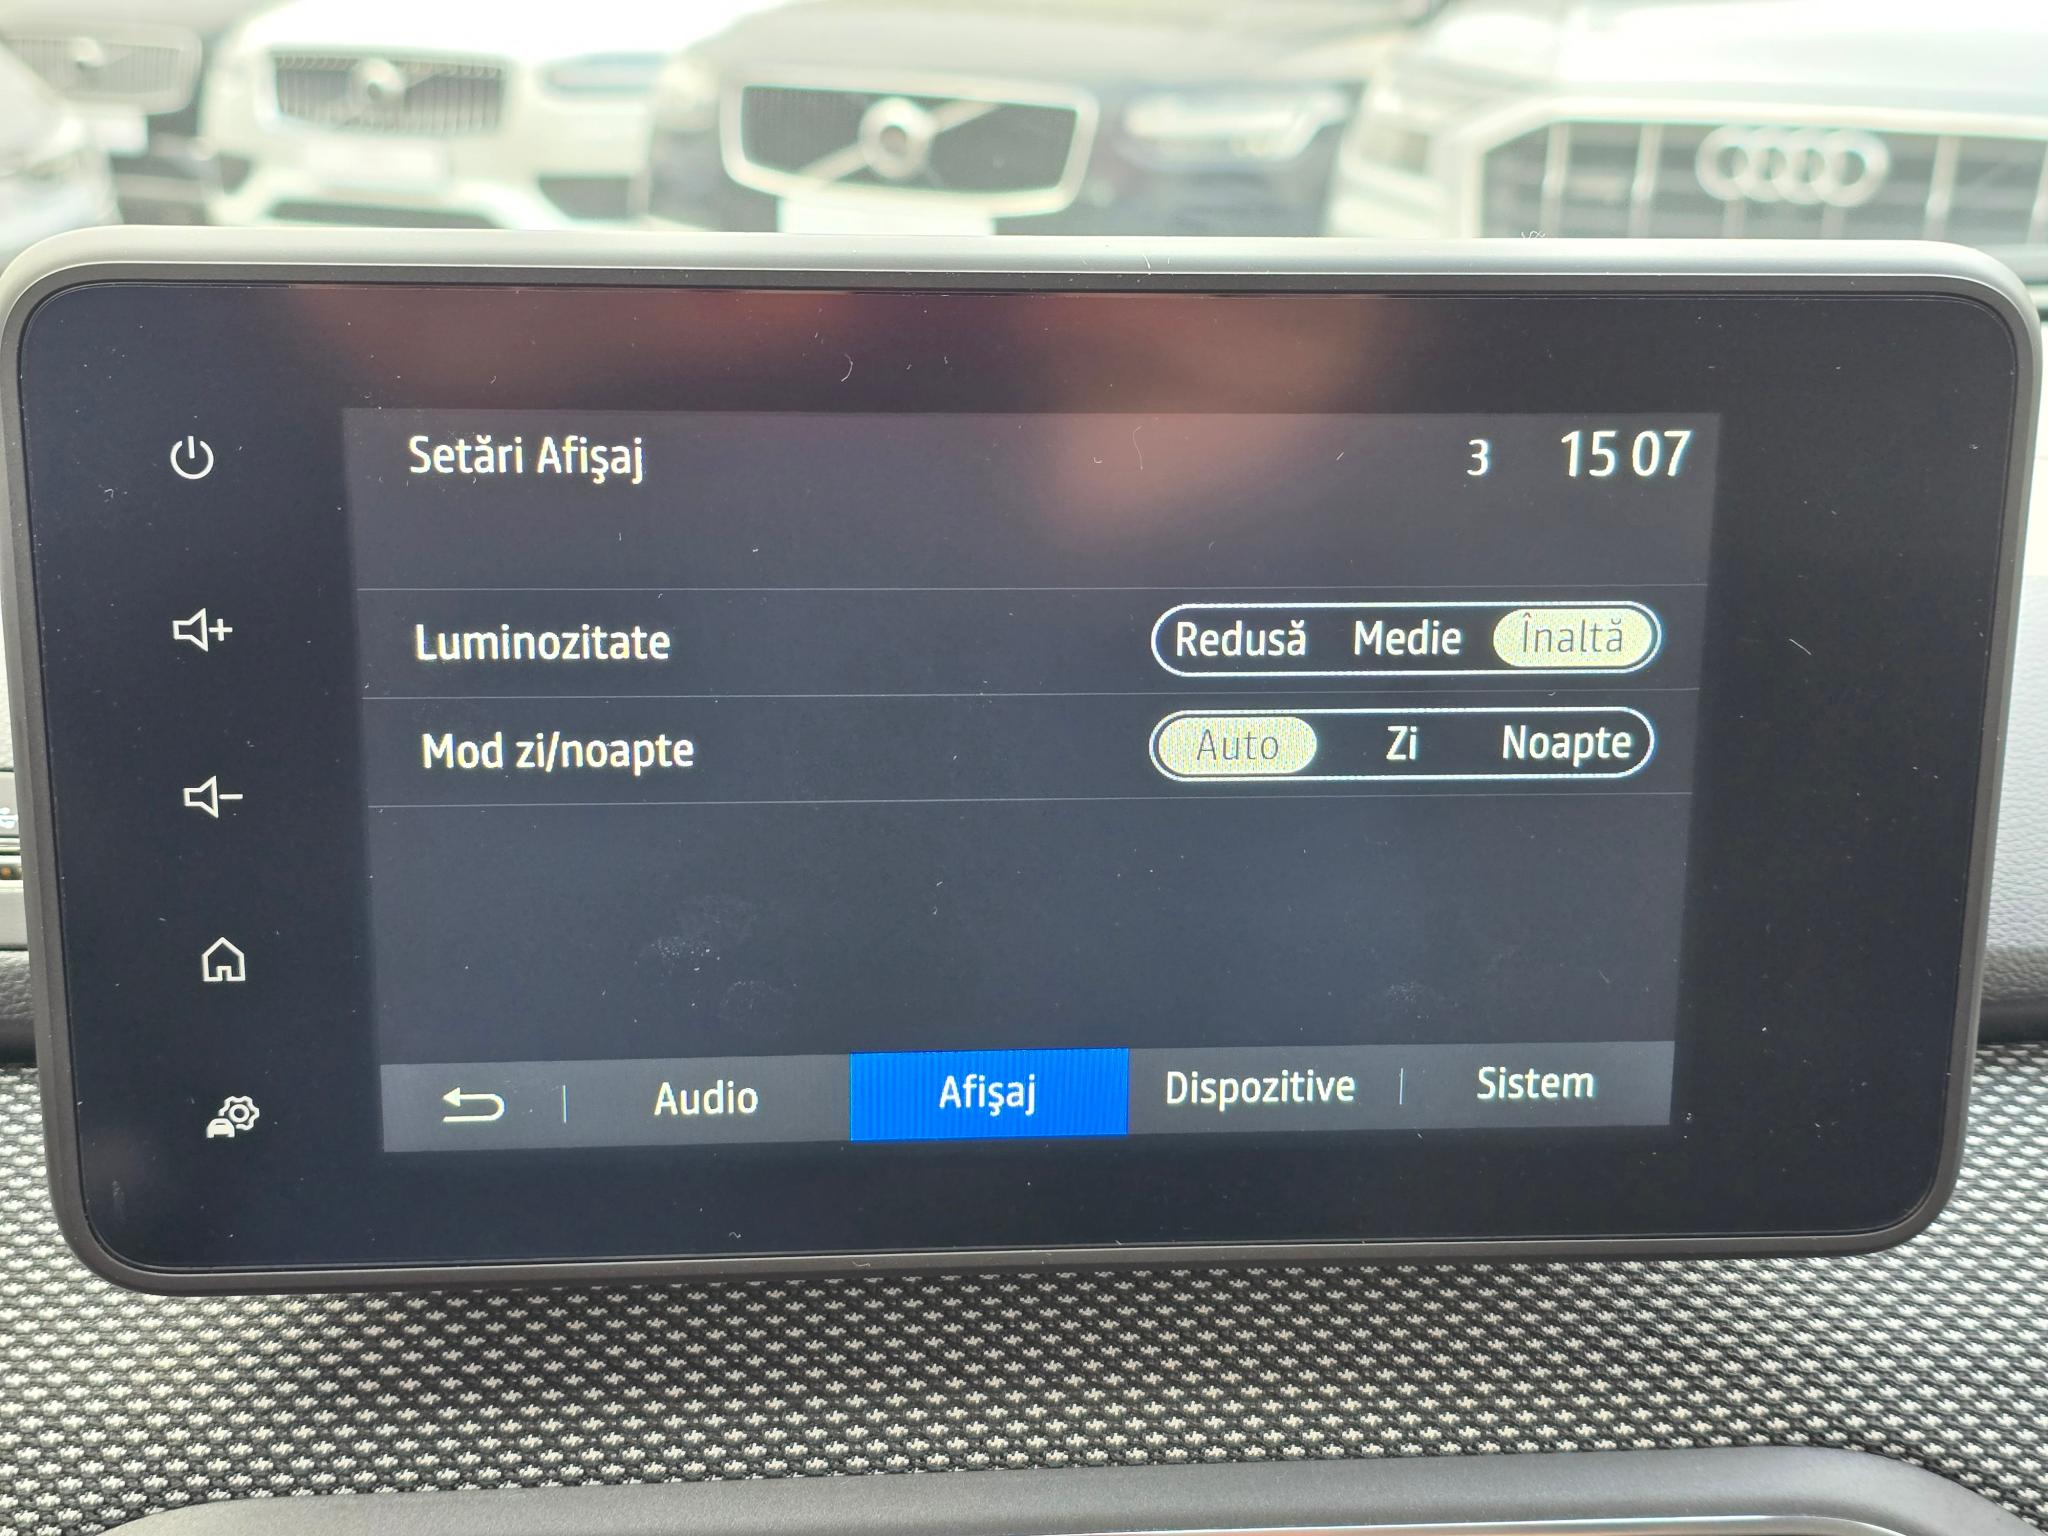 Setări Afişaj 3 15 07
Luminozitate Redusă Medie Înaltă
Mod zi/noapte Auto Zi Noapte
Audio Afişaj Dispozitive Sistem